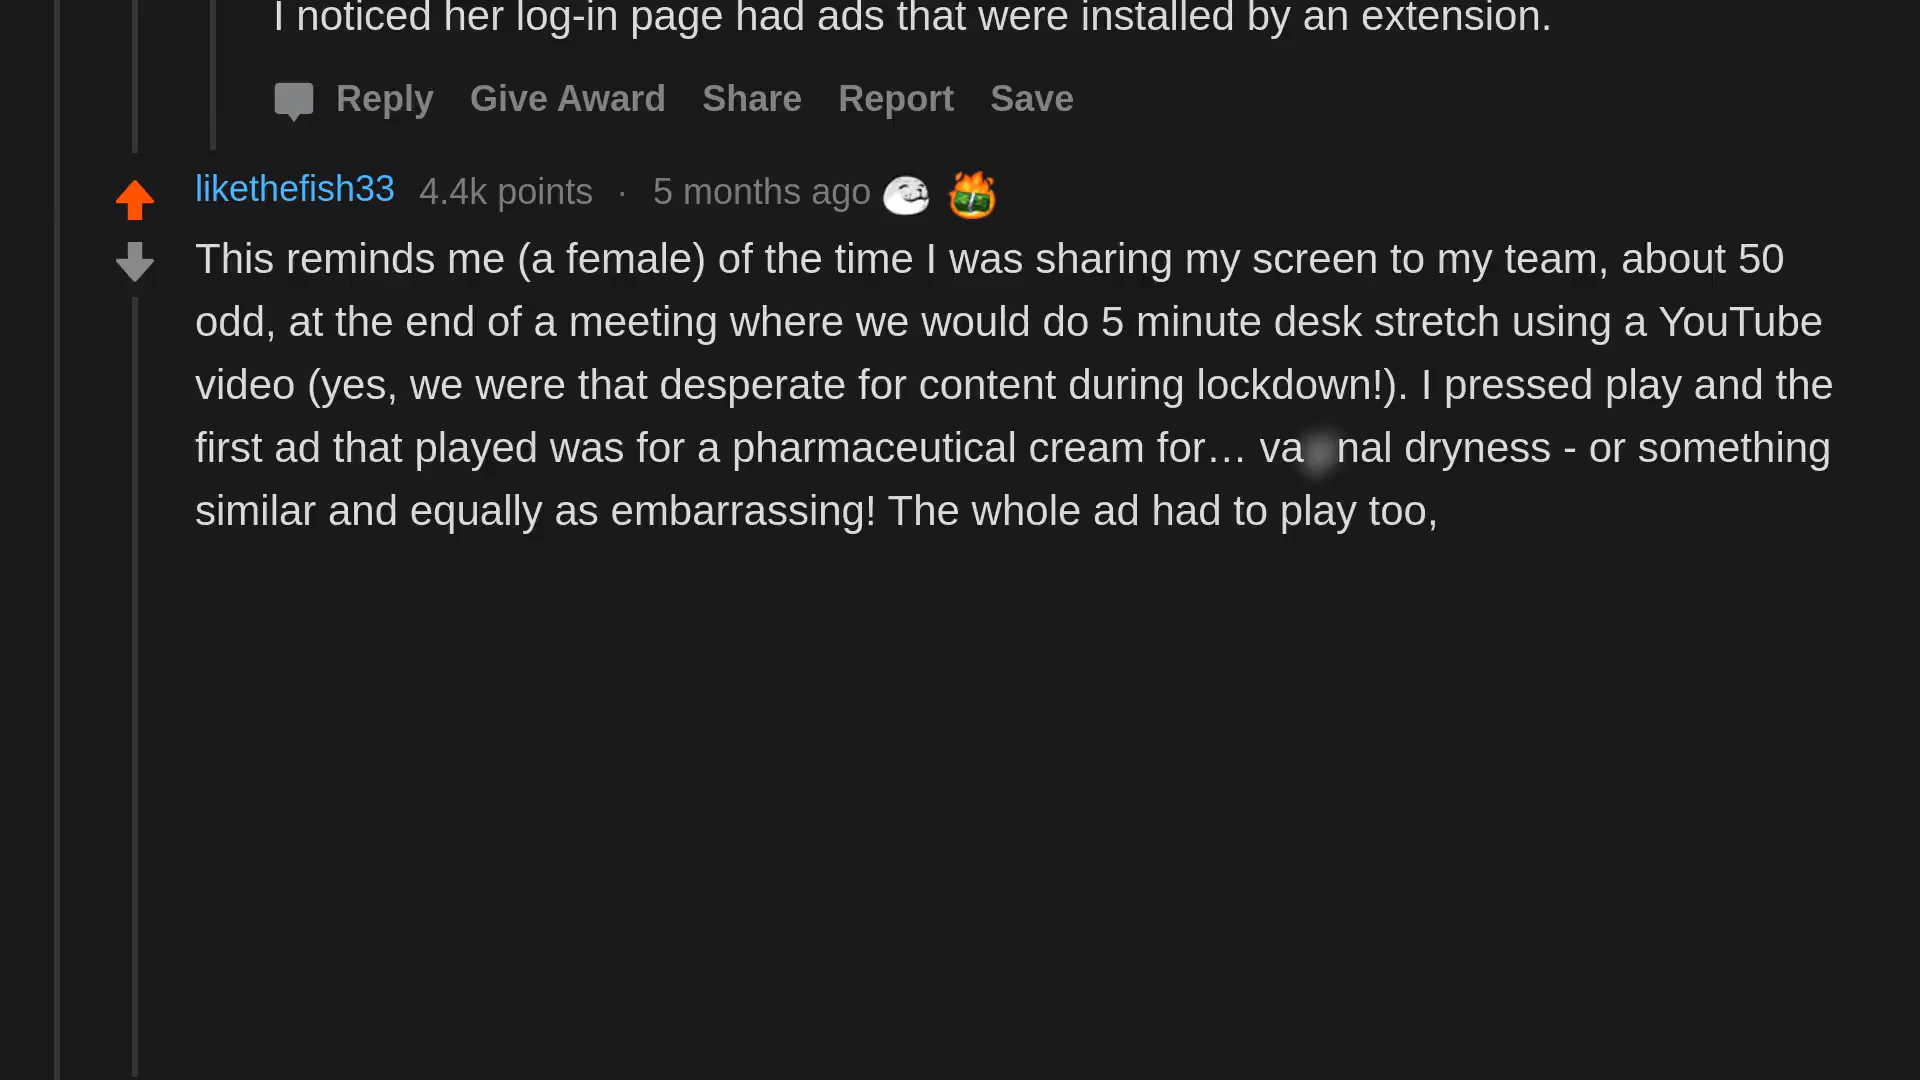 I noticed her log-in page had ads that were installed by an extension.
Reply Give Award Share Report Save
likethefish33 4.4k points · 5 months ago
This reminds me (a female) of the time I was sharing my screen to my team, about 50
odd, at the end of a meeting where we would do 5 minute desk stretch using a YouTube
video (yes, we were that desperate for content during lockdown!). I pressed play and the
first ad that played was for a pharmaceutical cream for… va nal dryness - or something
similar and equally as embarrassing! The whole ad had to play too,